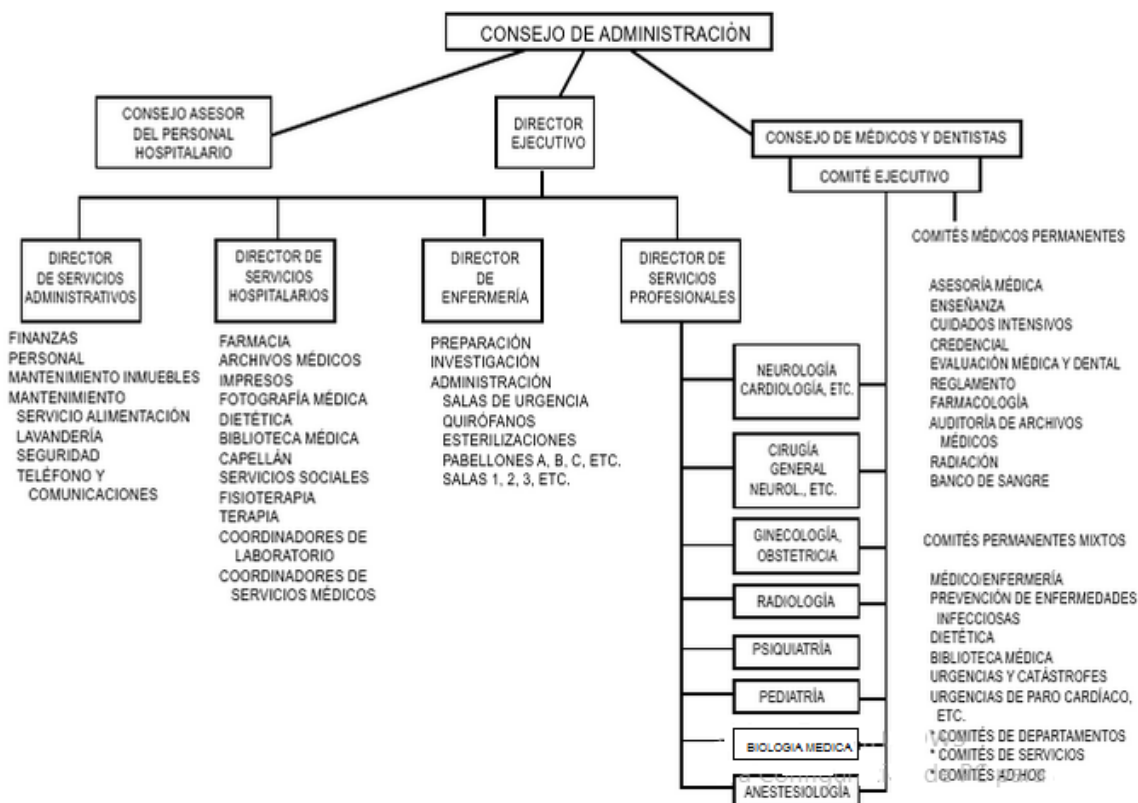 CONSEJO DE ADMINISTRACIÓN
CONSEJO ASESOR
DEL PERSONAL
HOSPITALARIO
DIRECTOR
EJECUTIVO
CONSEJO DE MÉDICOS Y DENTISTAS
COMITÉ EJECUTIVO
DIRECTOR
DE SERVICIOS
ADMINISTRATIVOS
FINANZAS
PERSONAL
MANTENIMIENTO INMUEBLES
MANTENIMIENTO
SERVICIO ALIMENTACIÓN
LAVANDERÍA
SEGURIDAD
TELÉFONO Y
COMUNICACIONES
DIRECTOR DE
SERVICIOS
HOSPITALARIOS
FARMACIA
ARCHIVOS MÉDICOS
IMPRESOS
FOTOGRAFÍA MÉDICA
DIETÉTICA
BIBLIOTECA MÉDICA
CAPELLÁN
SERVICIOS SOCIALES
FISIOTERAPIA
TERAPIA
COORDINADORES DE
LABORATORIO
COORDINADORES DE
SERVICIOS MÉDICOS
DIRECTOR
DE
ENFERMERÍA
PREPARACIÓN
INVESTIGACIÓN
ADMINISTRACIÓN
SALAS DE URGENCIA
QUIRÓFANOS
ESTERILIZACIONES
PABELLONES A, B, C, ETC.
SALAS 1, 2, 3, ETC.
DIRECTOR DE
SERVICIOS
PROFESIONALES
NEUROLOGÍA
CARDIOLOGÍA, ETC.
CIRUGÍA
GENERAL
NEUROL., ETC.
GINECOLOGÍA,
OBSTETRICIA
RADIOLOGÍA
PSIQUIATRÍA
PEDIATRÍA
BIOLOGIA MEDICA
ANESTESIOLOGÍA
COMITÉS MÉDICOS PERMANENTES
ASESORÍA MÉDICA
ENSEÑANZA
CUIDADOS INTENSIVOS
CREDENCIAL
EVALUACIÓN MÉDICA Y DENTAL
REGLAMENTO
FARMACOLOGÍA
AUDITORÍA DE ARCHIVOS
MÉDICOS
RADIACIÓN
BANCO DE SANGRE
COMITÉS PERMANENTES MIXTOS
MÉDICO/ENFERMERÍA
PREVENCIÓN DE ENFERMEDADES
INFECCIOSAS
DIETÉTICA
BIBLIOTECA MÉDICA
URGENCIAS Y CATÁSTROFES
URGENCIAS DE PARO CARDÍACO,
ETC.
* COMITÉS DE DEPARTAMENTOS
* COMITÉS DE SERVICIOS
* COMITÉS AD HOC